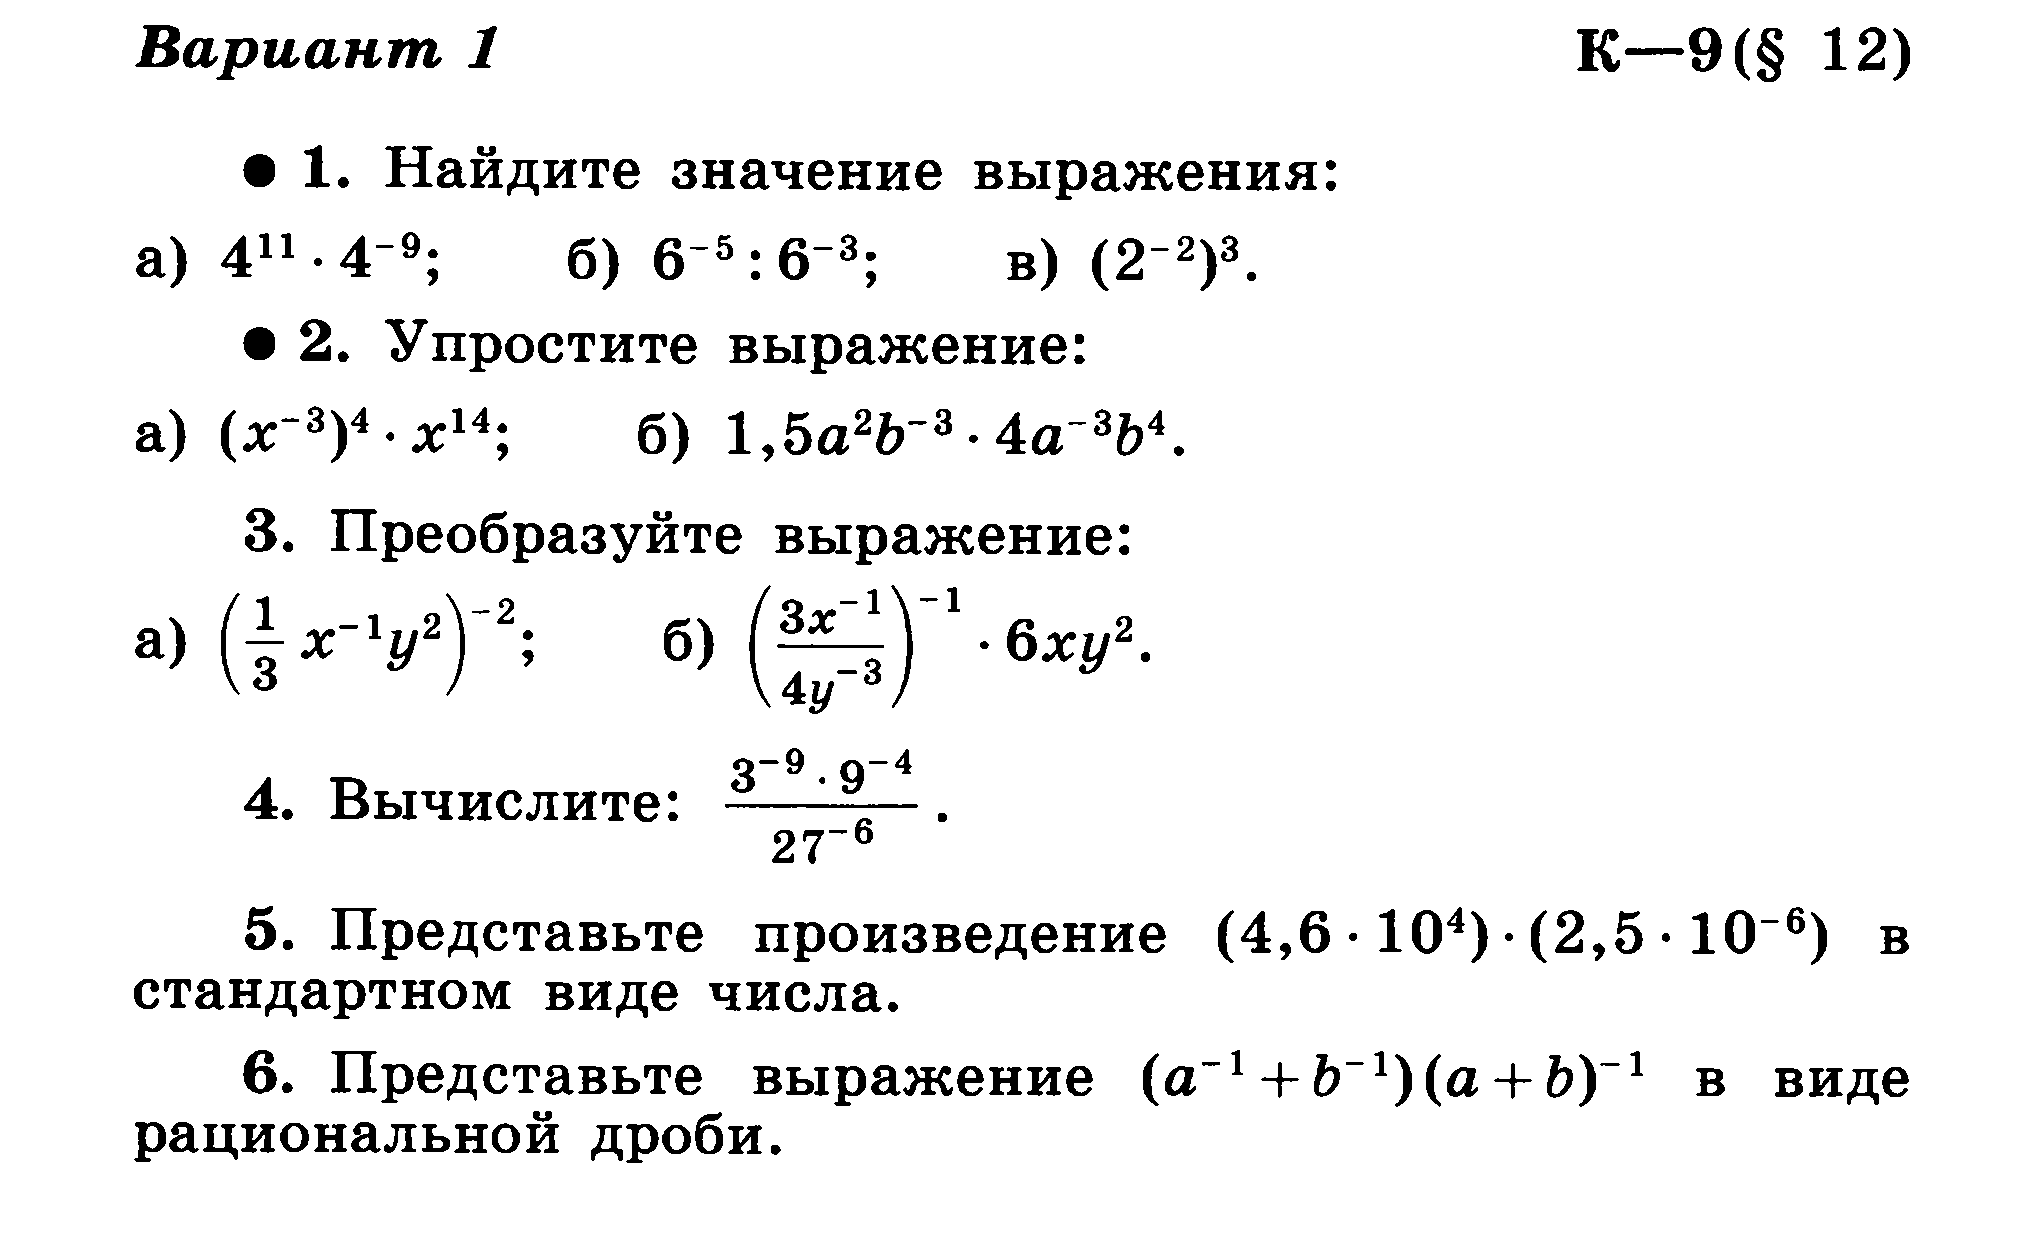 Вариант 1 К—9(§ 12)
● 1. Найдите значение выражения:
а) 4¹¹ · 4⁻⁹; б) 6⁻⁵ : 6⁻³; в) (2⁻²)³.
● 2. Упростите выражение:
а) (x⁻³)⁴ · x¹⁴; б) 1,5a²b⁻³ · 4a⁻³b⁴.
3. Преобразуйте выражение:
а) (1/3 x⁻¹y²)⁻²; б) (3x⁻¹/4y⁻³)⁻¹ · 6xy².
4. Вычислите: 3⁻⁹ · 9⁻⁴/27⁻⁶.
5. Представьте произведение (4,6 · 10⁴) · (2,5 · 10⁻⁶) в
стандартном виде числа.
6. Представьте выражение (a⁻¹ + b⁻¹)(a + b)⁻¹ в виде
рациональной дроби.